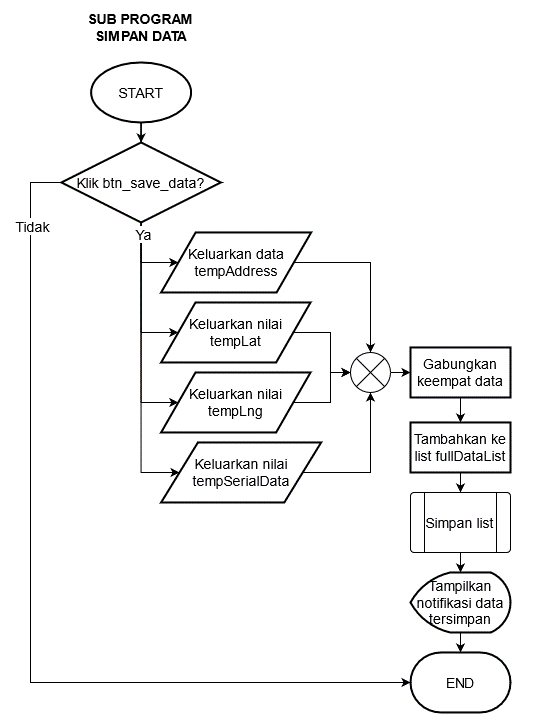 SUB PROGRAM
SIMPAN DATA
START
Klik btn_save_data?
Tidak
Ya
Keluarkan data
tempAddress
Keluarkan nilai
tempLat
Keluarkan nilai
tempLng
Keluarkan nilai
tempSerialData
Gabungkan
keempat data
Tambahkan ke
list fullDataList
Simpan list
Tampilkan
notifikasi data
tersimpan
END